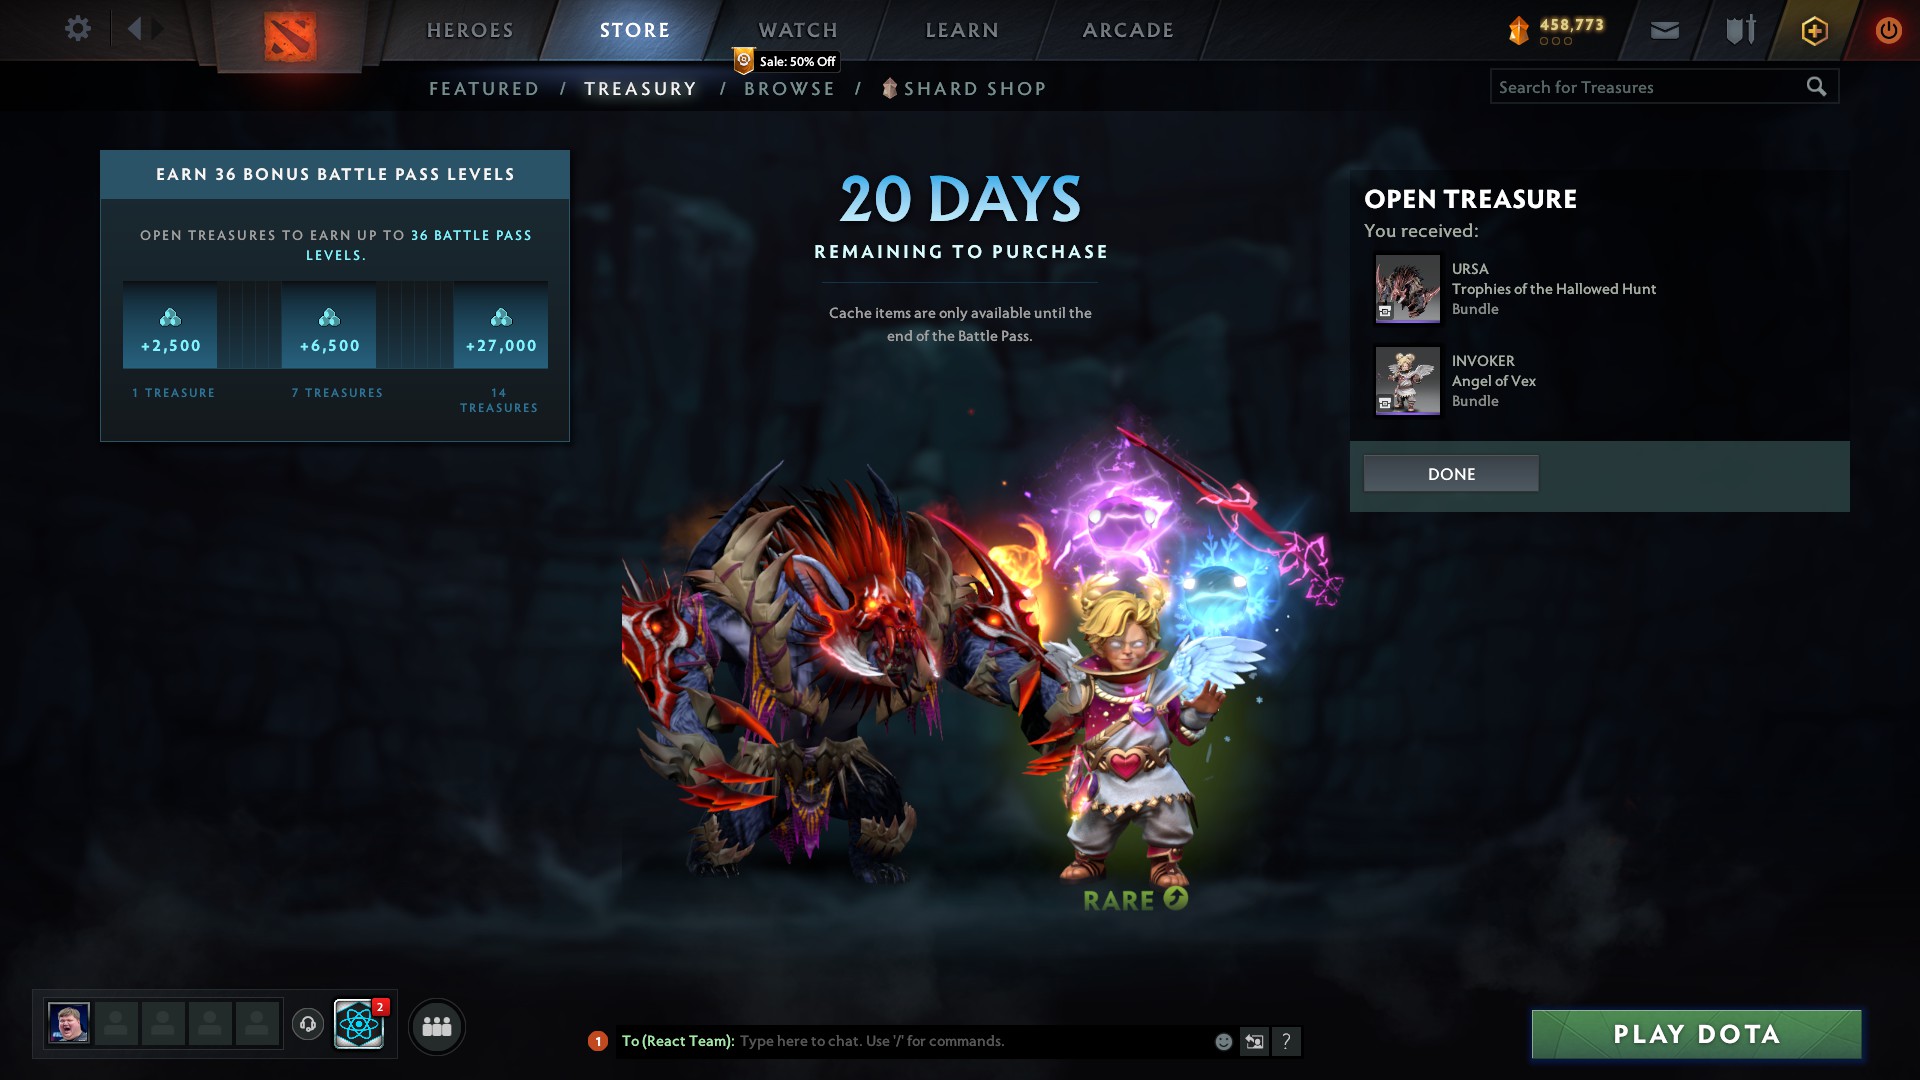 HEROES
STORE
WATCH
LEARN
ARCADE
458,773
Sale: 50% Off
FEATURED / TREASURY / BROWSE / SHARD SHOP
Search for Treasures
EARN 36 BONUS BATTLE PASS LEVELS
OPEN TREASURES TO EARN UP TO 36 BATTLE PASS
LEVELS.
+2,500
+6,500
+27,000
1 TREASURE
7 TREASURES
14
TREASURES
20 DAYS
REMAINING TO PURCHASE
Cache items are only available until the
end of the Battle Pass.
OPEN TREASURE
You received:
URSA
Trophies of the Hallowed Hunt
Bundle
INVOKER
Angel of Vex
Bundle
DONE
RARE
2
1
To (React Team): Type here to chat. Use '/' for commands.
?
PLAY DOTA